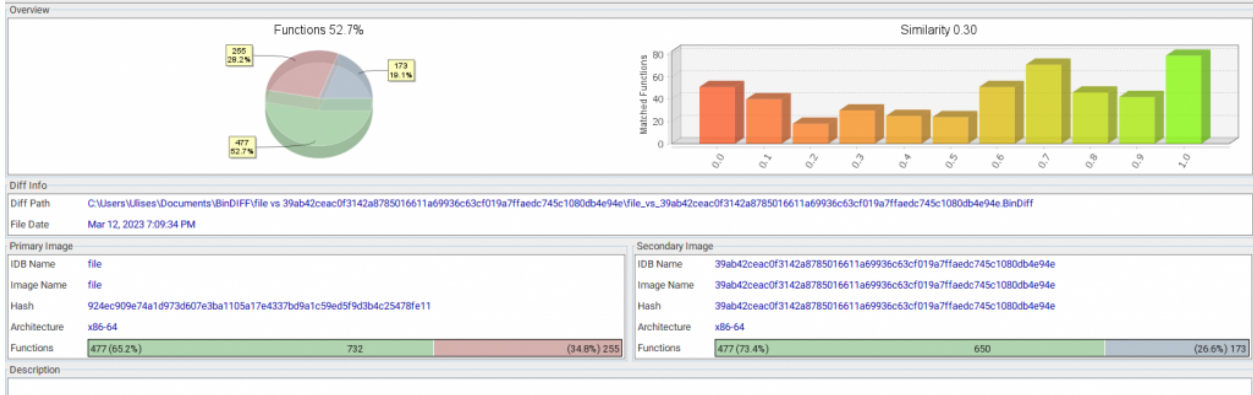 Overview
Functions 52.7%
255
28.2%
173
19.1%
477
52.7%
Similarity 0.30
Matched Functions
80
60
40
20
0
0.0 0.1 0.2 0.3 0.4 0.5 0.6 0.7 0.8 0.9 1.0
Diff Info
Diff Path C:\Users\Ulises\Documents\BinDIFF\file vs 39ab42ceac0f3142a8785016611a69936c63cf019a7ffaedc745c1080db4e94e\file_vs_39ab42ceac0f3142a8785016611a69936c63cf019a7ffaedc745c1080db4e94e.BinDiff
File Date Mar 12, 2023 7:09:34 PM
Primary Image
IDB Name file
Image Name file
Hash 924ec909e74a1d973d607e3ba1105a17e4337bd9a1c59ed5f9d3b4c25478fe11
Architecture x86-64
Functions 477 (65.2%) 732 (34.8%) 255
Secondary Image
IDB Name 39ab42ceac0f3142a8785016611a69936c63cf019a7ffaedc745c1080db4e94e
Image Name 39ab42ceac0f3142a8785016611a69936c63cf019a7ffaedc745c1080db4e94e
Hash 39ab42ceac0f3142a8785016611a69936c63cf019a7ffaedc745c1080db4e94e
Architecture x86-64
Functions 477 (73.4%) 650 (26.6%) 173
Description